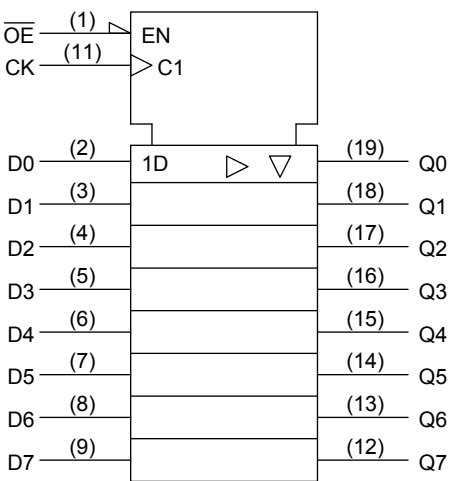 OE (1) EN
CK (11) C1
D0 (2) 1D (19) Q0
D1 (3) (18) Q1
D2 (4) (17) Q2
D3 (5) (16) Q3
D4 (6) (15) Q4
D5 (7) (14) Q5
D6 (8) (13) Q6
D7 (9) (12) Q7